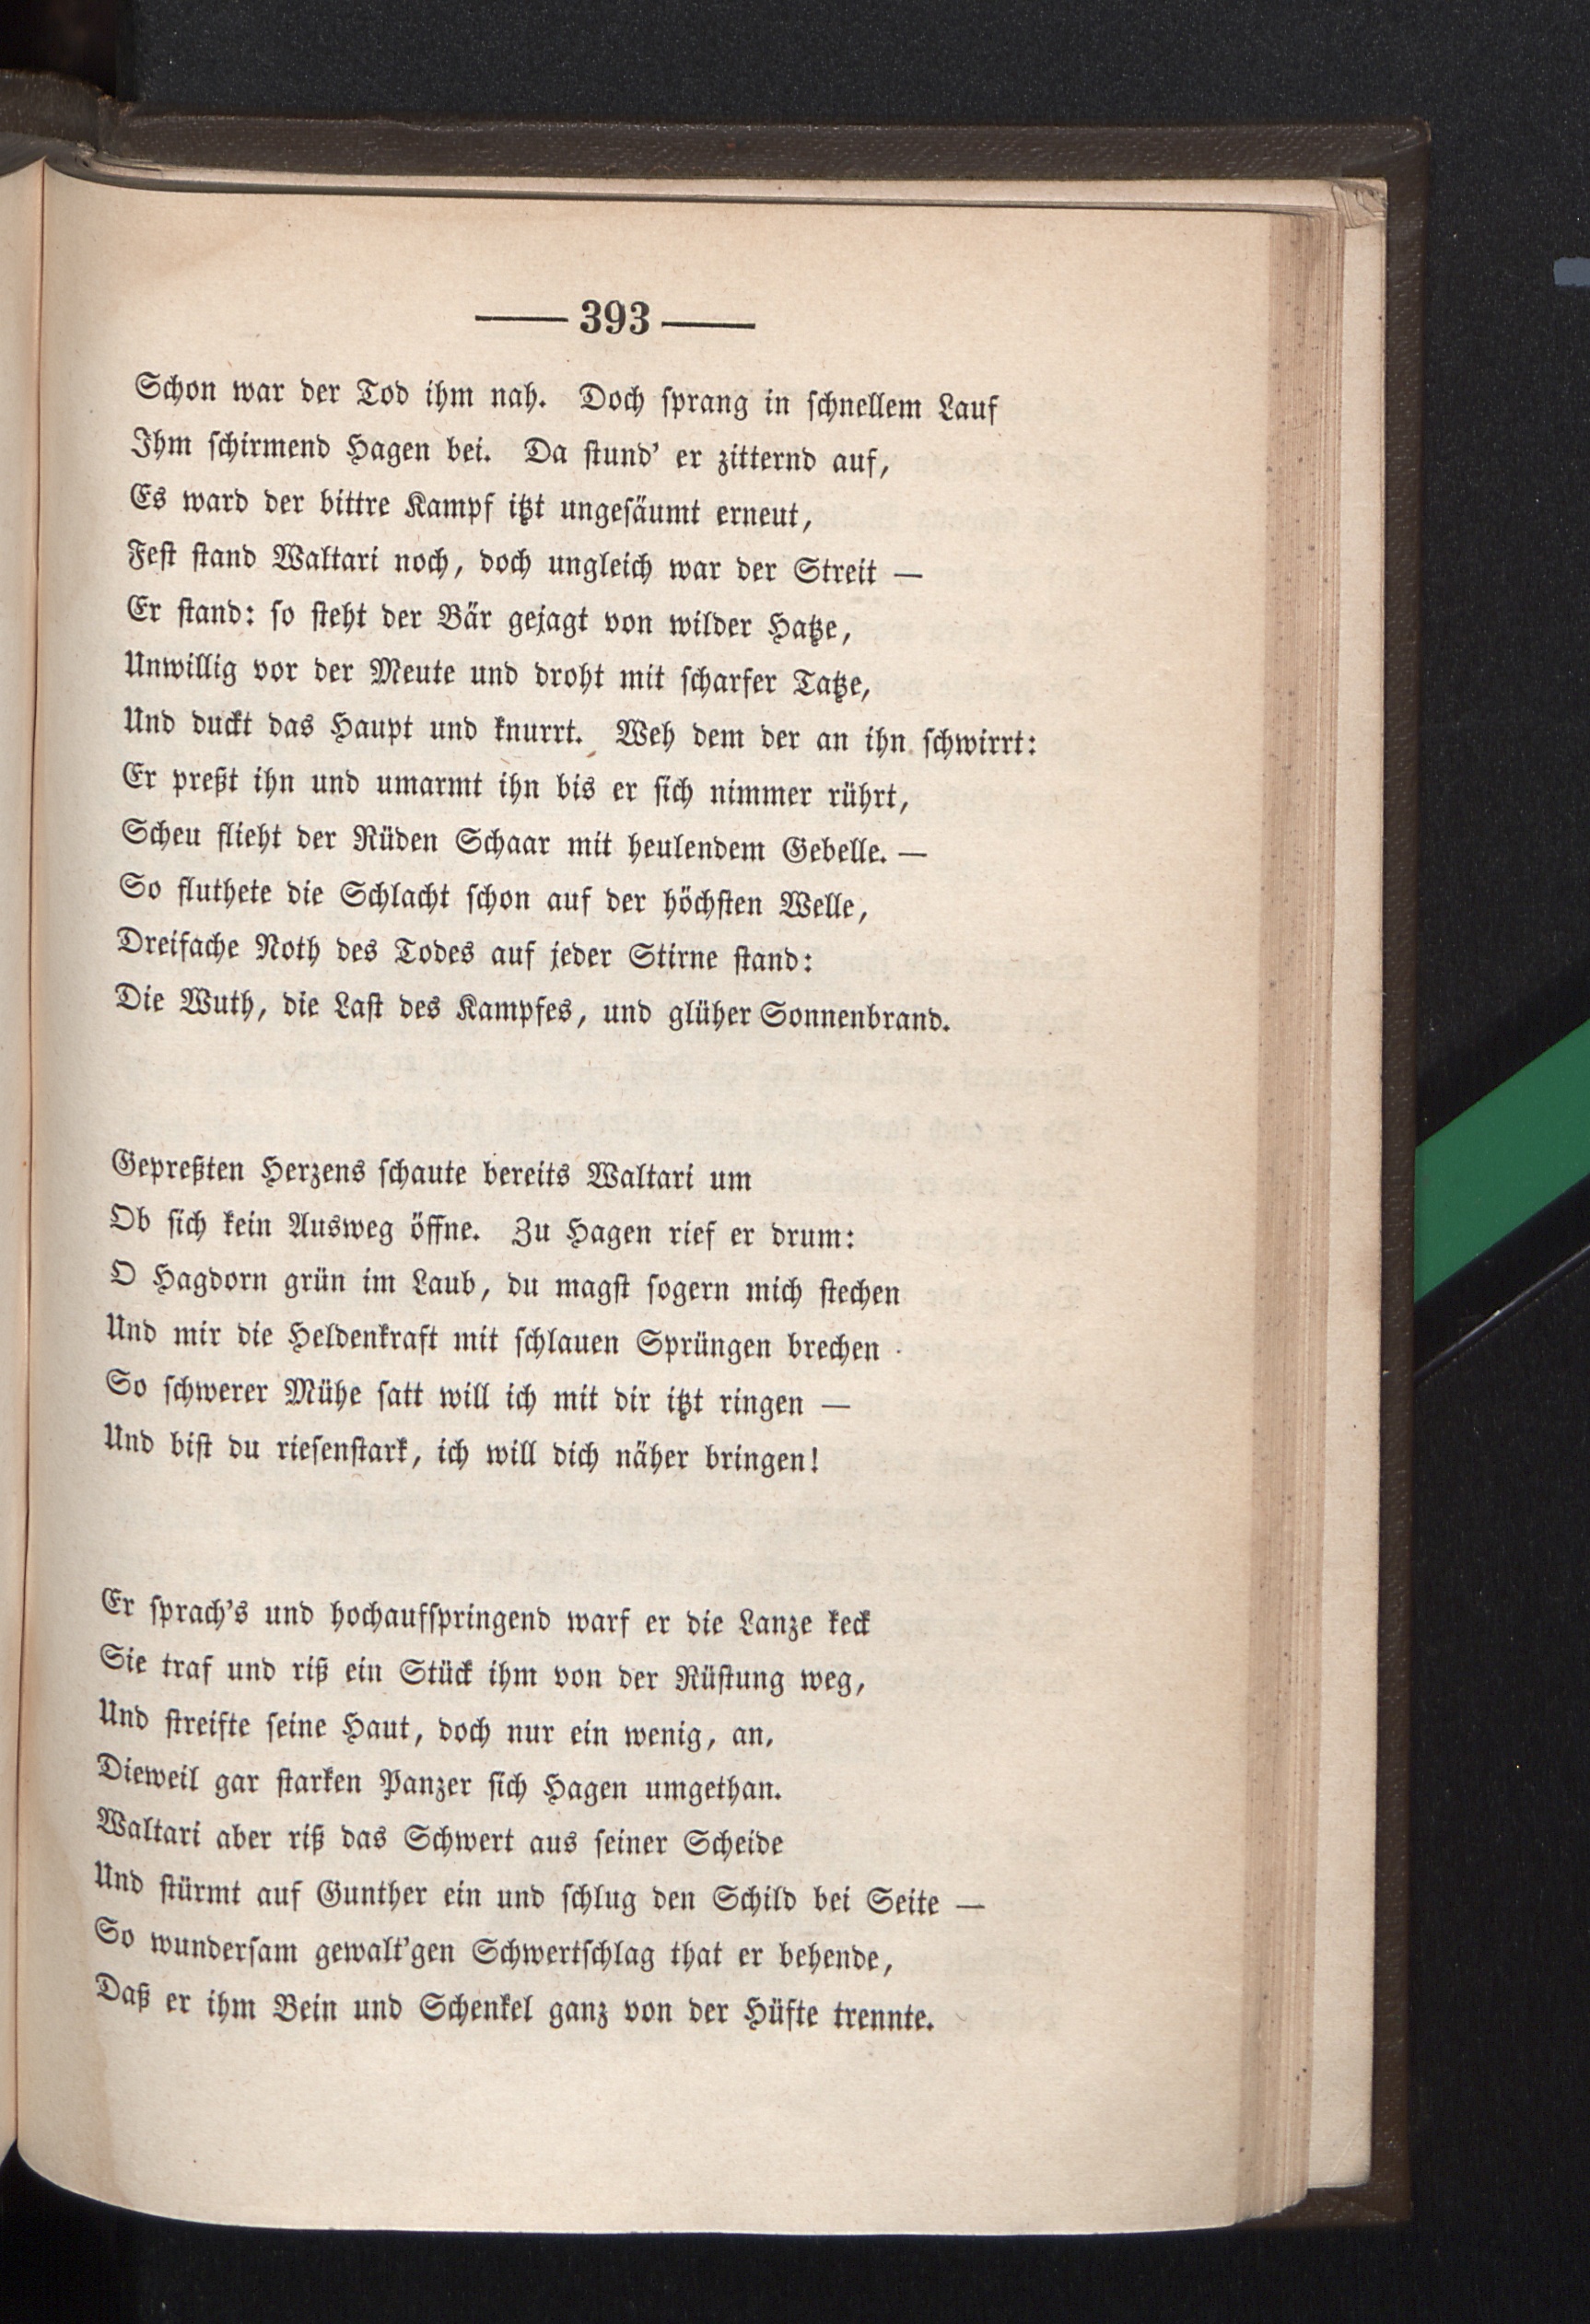 — 393 —
Schon war der Tod ihm nah. Doch sprang in schnellem Lauf
Ihm schirmend Hagen bei. Da stund' er zitternd auf,
Es ward der bittre Kampf itzt ungesäumt erneut,
Fest stand Waltari noch, doch ungleich war der Streit —
Er stand: so steht der Bär gejagt von wilder Hatze,
Unwillig vor der Meute und droht mit scharfer Tatze,
Und duckt das Haupt und knurrt. Weh dem der an ihn schwirrt:
Er preßt ihn und umarmt ihn bis er sich nimmer rührt,
Scheu flieht der Rüden Schaar mit heulendem Gebelle. —
So fluthete die Schlacht schon auf der höchsten Welle,
Dreifache Noth des Todes auf jeder Stirne stand:
Die Wuth, die Last des Kampfes, und glüher Sonnenbrand.
Gepreßten Herzens schaute bereits Waltari um
Ob sich kein Ausweg öffne. Zu Hagen rief er drum:
O Hagdorn grün im Laub, du magst sogern mich stechen
Und mir die Heldenkraft mit schlauen Sprüngen brechen ·
So schwerer Mühe satt will ich mit dir itzt ringen —
Und bist du riesenstark, ich will dich näher bringen!
Er sprach's und hochaufspringend warf er die Lanze keck
Sie traf und riß ein Stück ihm von der Rüstung weg,
Und streifte seine Haut, doch nur ein wenig, an,
Dieweil gar starken Panzer sich Hagen umgethan.
Waltari aber riß das Schwert aus seiner Scheide
Und stürmt auf Gunther ein und schlug den Schild bei Seite —
So wundersam gewalt'gen Schwertschlag that er behende,
Daß er ihm Bein und Schenkel ganz von der Hüfte trennte.